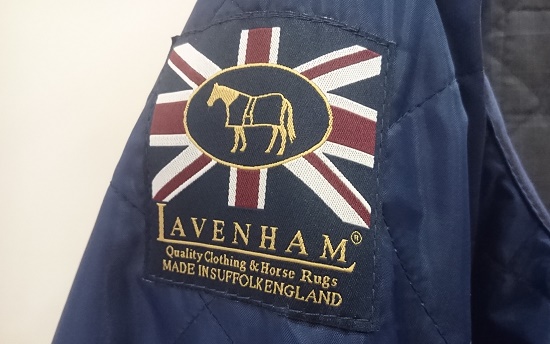 LAVENHAM®
Quality Clothing & Horse Rugs
MADE IN SUFFOLK ENGLAND